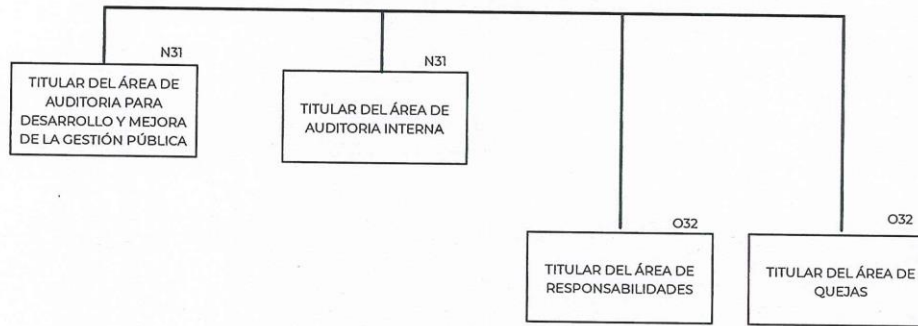 N31
TITULAR DEL ÁREA DE
AUDITORIA PARA
DESARROLLO Y MEJORA
DE LA GESTIÓN PÚBLICA
N31
TITULAR DEL ÁREA DE
AUDITORIA INTERNA
O32
TITULAR DEL ÁREA DE
RESPONSABILIDADES
O32
TITULAR DEL ÁREA DE
QUEJAS